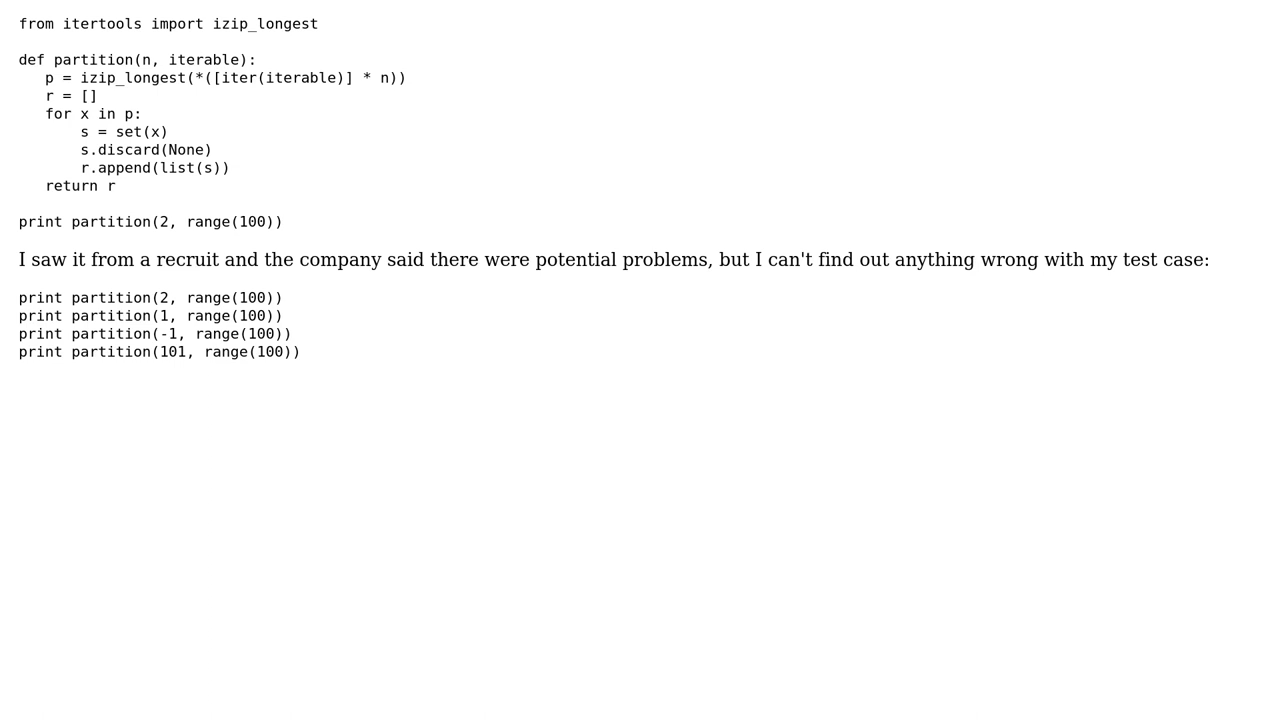 from itertools import izip_longest

def partition(n, iterable):
   p = izip_longest(*([iter(iterable)] * n))
   r = []
   for x in p:
       s = set(x)
       s.discard(None)
       r.append(list(s))
   return r

print partition(2, range(100))

I saw it from a recruit and the company said there were potential problems, but I can't find out anything wrong with my test case:

print partition(2, range(100))
print partition(1, range(100))
print partition(-1, range(100))
print partition(101, range(100))